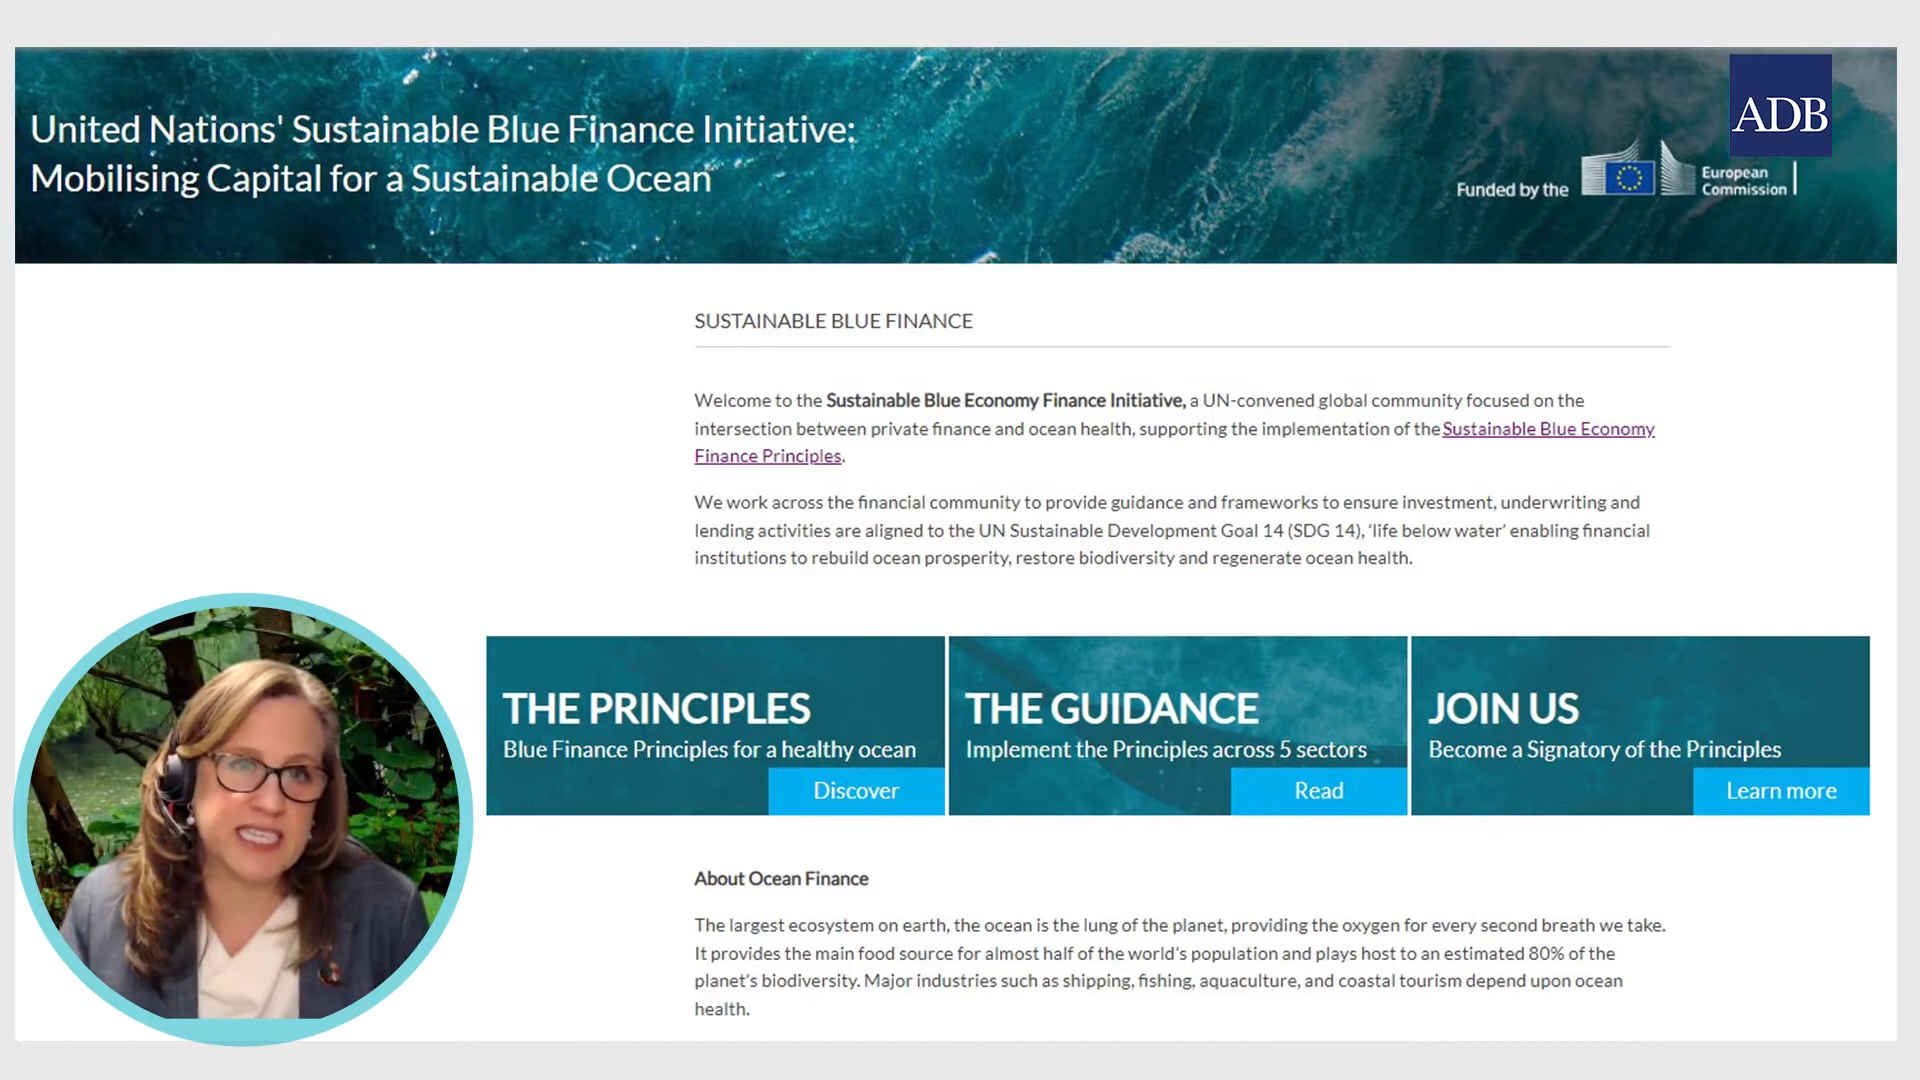 United Nations' Sustainable Blue Finance Initiative:
Mobilising Capital for a Sustainable Ocean
ADB
Funded by the
European
Commission
SUSTAINABLE BLUE FINANCE
Welcome to the Sustainable Blue Economy Finance Initiative, a UN-convened global community focused on the
intersection between private finance and ocean health, supporting the implementation of the Sustainable Blue Economy
Finance Principles.
We work across the financial community to provide guidance and frameworks to ensure investment, underwriting and
lending activities are aligned to the UN Sustainable Development Goal 14 (SDG 14), ‘life below water’ enabling financial
institutions to rebuild ocean prosperity, restore biodiversity and regenerate ocean health.
THE PRINCIPLES
Blue Finance Principles for a healthy ocean
Discover
THE GUIDANCE
Implement the Principles across 5 sectors
Read
JOIN US
Become a Signatory of the Principles
Learn more
About Ocean Finance
The largest ecosystem on earth, the ocean is the lung of the planet, providing the oxygen for every second breath we take.
It provides the main food source for almost half of the world's population and plays host to an estimated 80% of the
planet's biodiversity. Major industries such as shipping, fishing, aquaculture, and coastal tourism depend upon ocean
health.